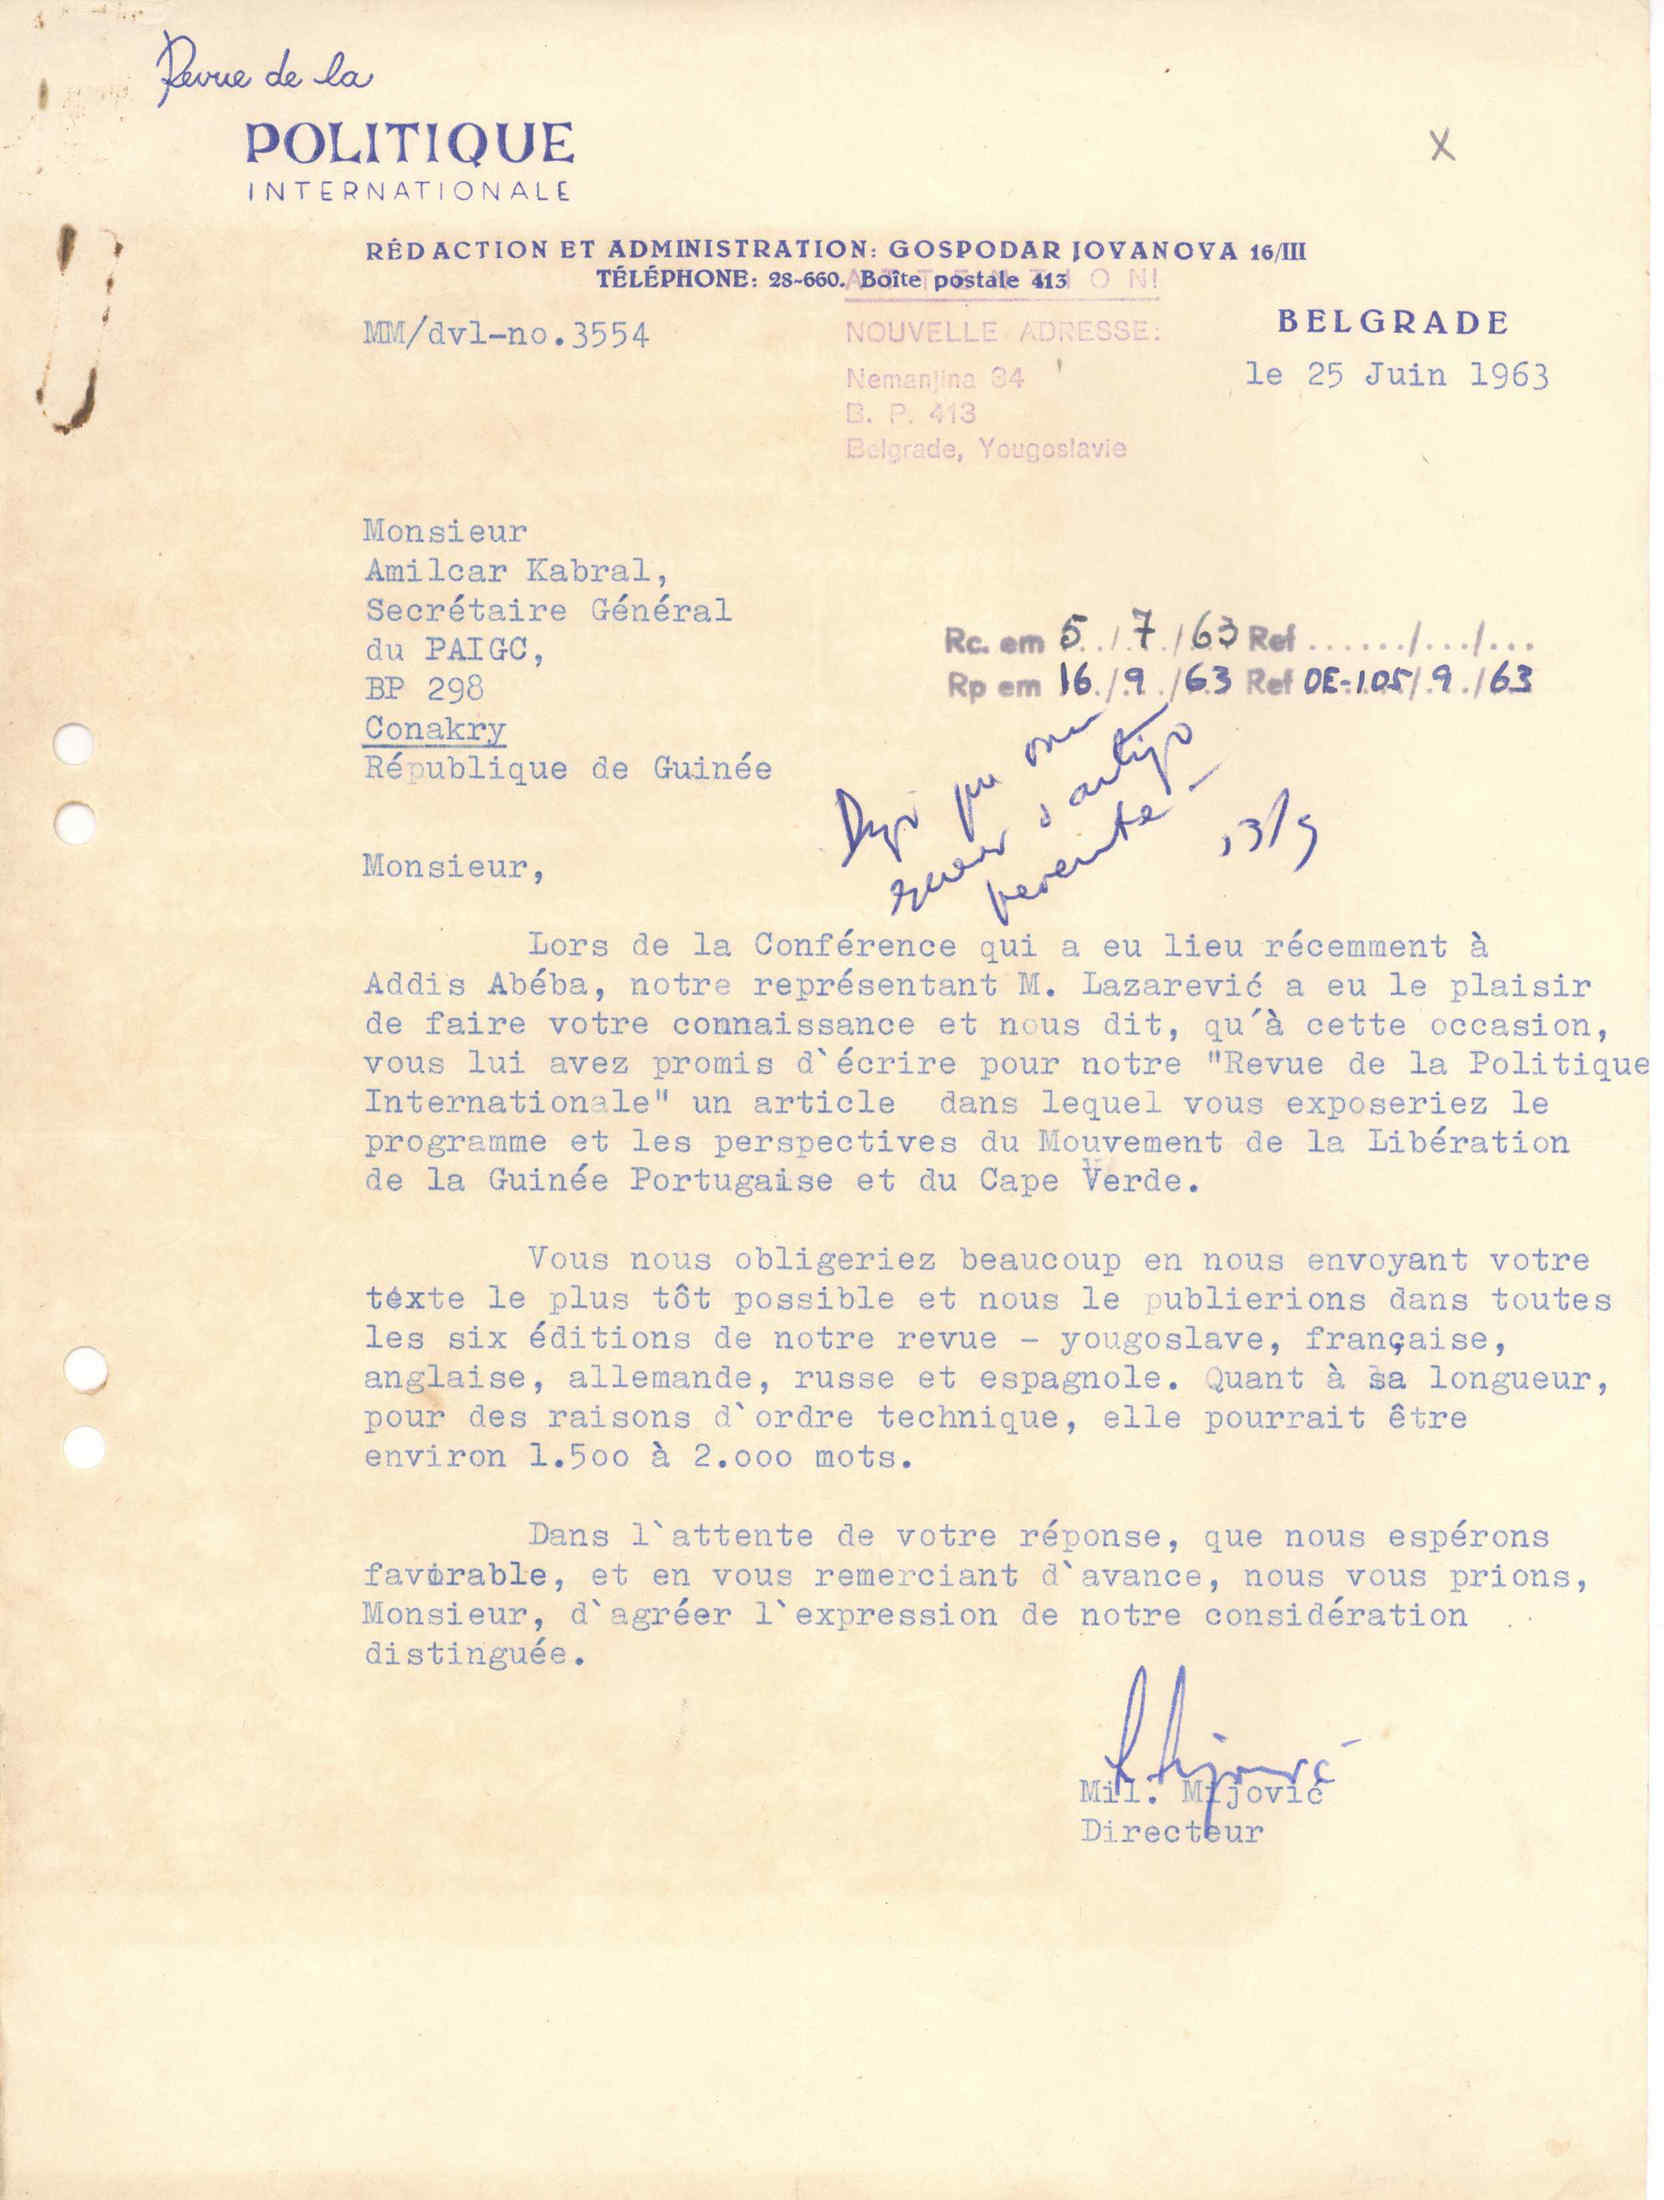 Revue de la
POLITIQUE
INTERNATIONALE
X
RÉDACTION ET ADMINISTRATION: GOSPODAR JOVANOVA 16/III
TÉLÉPHONE: 28-660. Boîte postale 413
ATTENTION!
MM/dvl-no.3554
NOUVELLE ADRESSE:
Nemanjina 34
B. P. 413
Belgrade, Yougoslavie
BELGRADE
le 25 Juin 1963
Monsieur
Amilcar Kabral,
Secrétaire Général
du PAIGC,
BP 298
Conakry
République de Guinée
Rc. em 5../7./63 Ref ....../.../...
Rp em 16./9./63 Ref OE-105/.9./63
artigo
13/9
Monsieur,
Lors de la Conférence qui a eu lieu récemment à
Addis Abéba, notre représentant M. Lazarević a eu le plaisir
de faire votre connaissance et nous dit, qu´à cette occasion,
vous lui avez promis d`écrire pour notre "Revue de la Politique
Internationale" un article dans lequel vous exposeriez le
programme et les perspectives du Mouvement de la Libération
de la Guinée Portugaise et du Cape Verde.
Vous nous obligeriez beaucoup en nous envoyant votre
texte le plus tôt possible et nous le publierions dans toutes
les six éditions de notre revue - yougoslave, française,
anglaise, allemande, russe et espagnole. Quant à sa longueur,
pour des raisons d`ordre technique, elle pourrait être
environ 1.5oo à 2.ooo mots.
Dans l`attente de votre réponse, que nous espérons
favorable, et en vous remerciant d`avance, nous vous prions,
Monsieur, d`agréer l`expression de notre considération
distinguée.
Mil. Mijović
Directeur